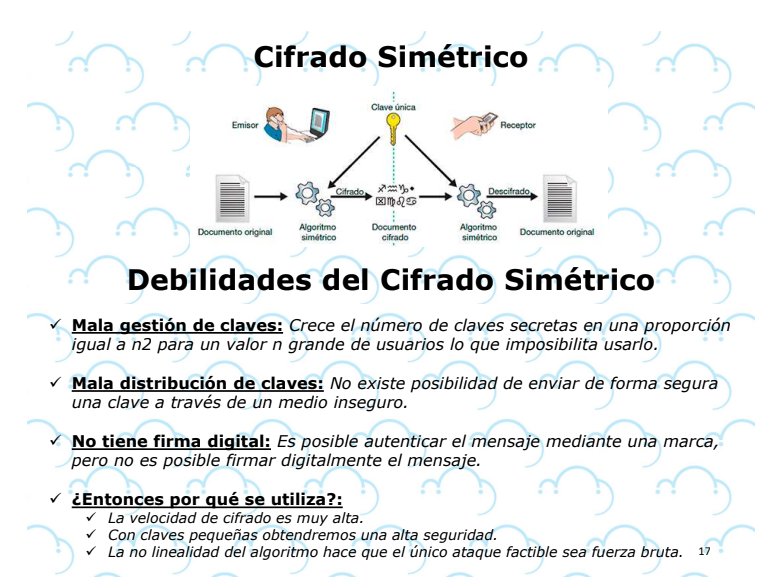 Cifrado Simétrico
Clave única
Emisor
Receptor
Cifrado
Descifrado
Documento original
Algoritmo
simétrico
Documento
cifrado
Algoritmo
simétrico
Documento original
Debilidades del Cifrado Simétrico
✓ Mala gestión de claves: Crece el número de claves secretas en una proporción
igual a n2 para un valor n grande de usuarios lo que imposibilita usarlo.
✓ Mala distribución de claves: No existe posibilidad de enviar de forma segura
una clave a través de un medio inseguro.
✓ No tiene firma digital: Es posible autenticar el mensaje mediante una marca,
pero no es posible firmar digitalmente el mensaje.
✓ ¿Entonces por qué se utiliza?:
✓ La velocidad de cifrado es muy alta.
✓ Con claves pequeñas obtendremos una alta seguridad.
✓ La no linealidad del algoritmo hace que el único ataque factible sea fuerza bruta.
17